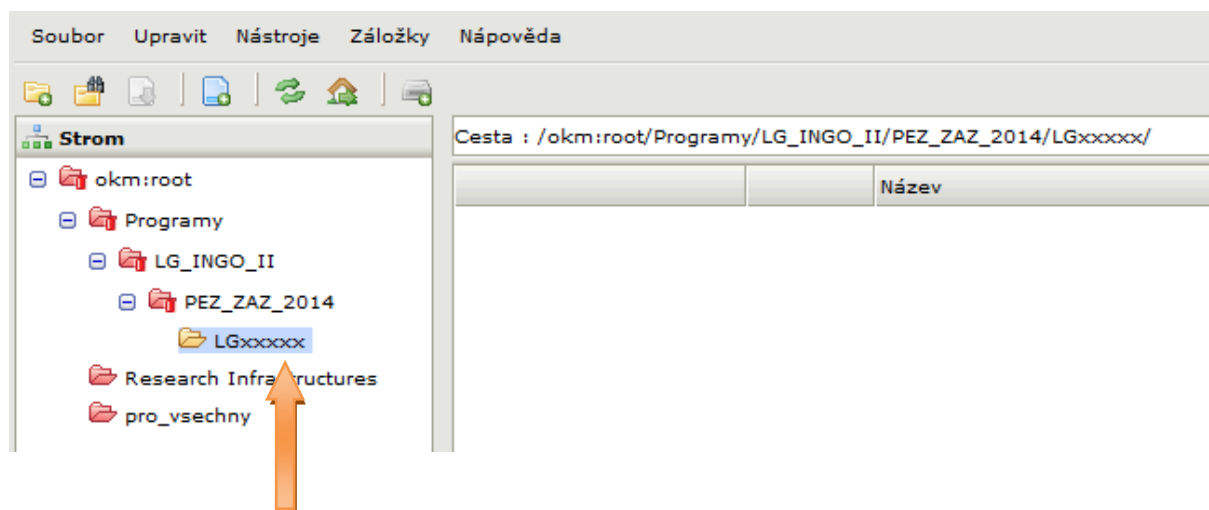 Soubor Upravit Nástroje Záložky Nápověda
Strom
Cesta : /okm:root/Programy/LG_INGO_II/PEZ_ZAZ_2014/LGxxxxx/
Název
okm:root
Programy
LG_INGO_II
PEZ_ZAZ_2014
LGxxxxx
Research Infrastructures
pro_vsechny